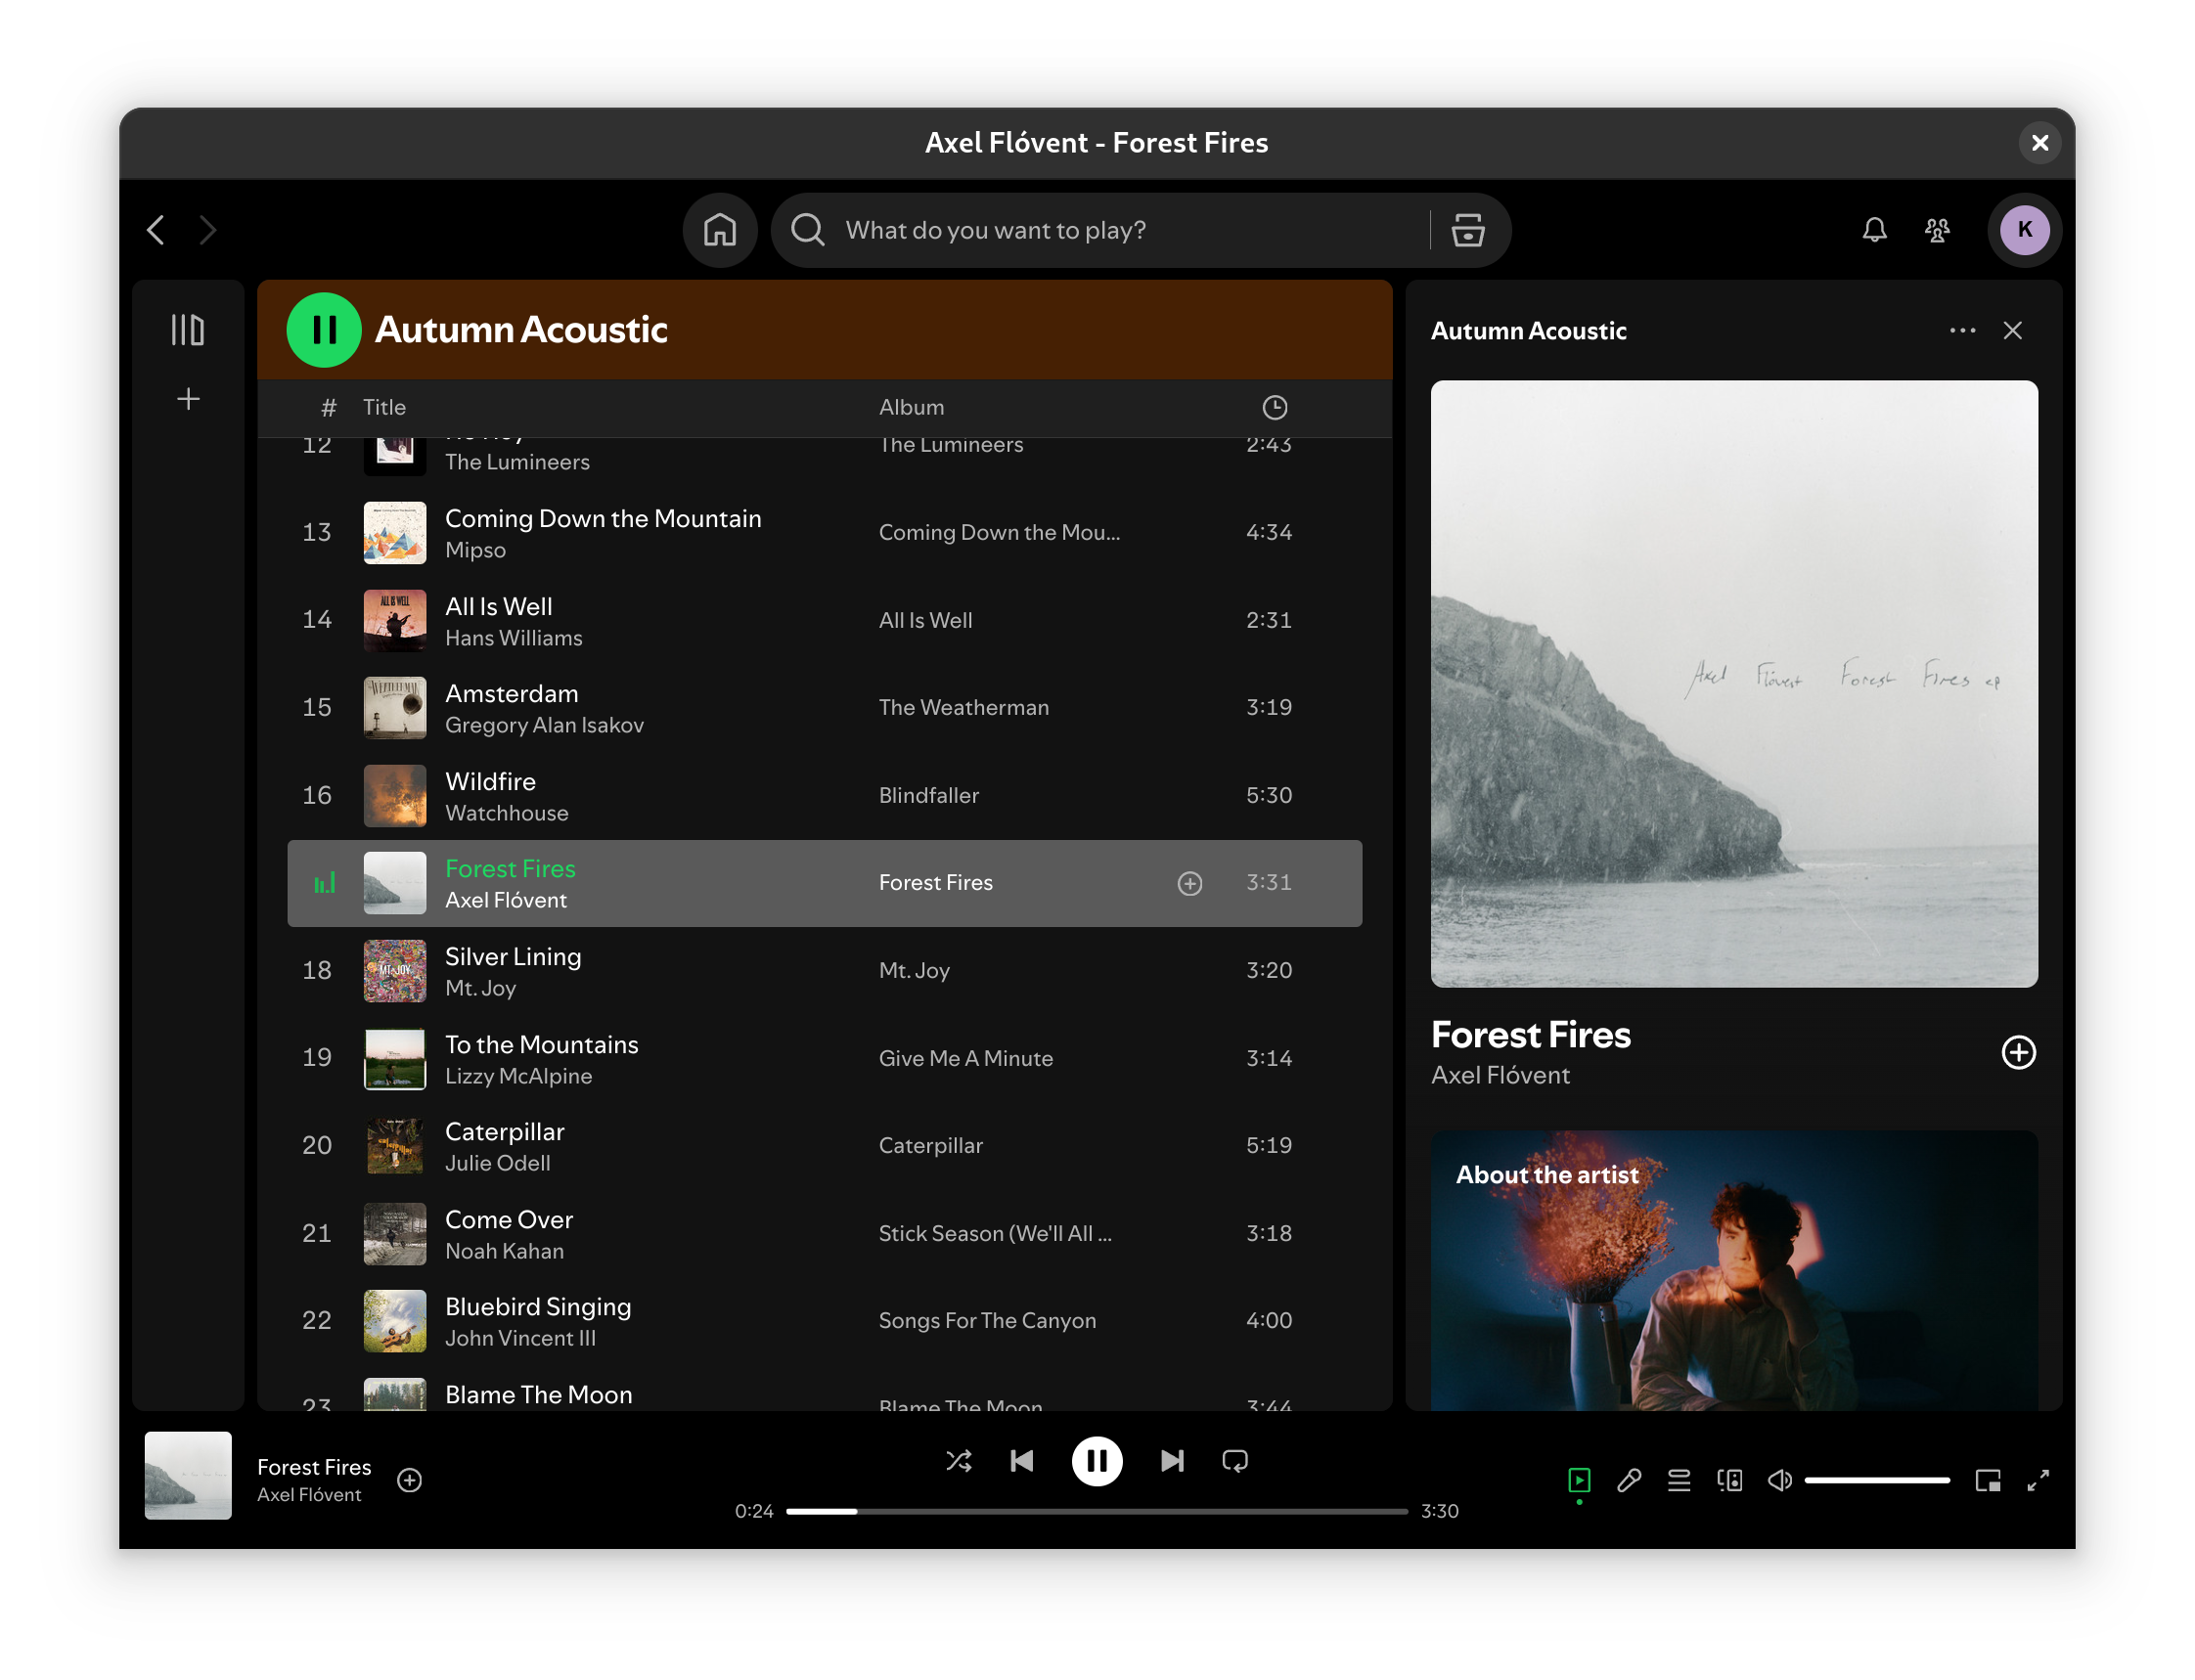 Axel Flóvent - Forest Fires
What do you want to play?
K
Autumn Acoustic
# Title Album
12 The Lumineers The Lumineers 2:43
13 Coming Down the Mountain Coming Down the Mou... 4:34
Mipso
ALL IS WELL
14 All Is Well All Is Well 2:31
Hans Williams
15 Amsterdam The Weatherman 3:19
Gregory Alan Isakov
16 Wildfire Blindfaller 5:30
Watchhouse
Forest Fires Forest Fires 3:31
Axel Flóvent
MT. JOY
18 Silver Lining Mt. Joy 3:20
Mt. Joy
19 To the Mountains Give Me A Minute 3:14
Lizzy McAlpine
20 Caterpillar Caterpillar 5:19
Julie Odell
21 Come Over Stick Season (We'll All ... 3:18
Noah Kahan
22 Bluebird Singing Songs For The Canyon 4:00
John Vincent III
23 Blame The Moon Blame The Moon 3:44
Autumn Acoustic
Axel Flóvent Forest Fires ep
Forest Fires
Axel Flóvent
About the artist
Forest Fires
Axel Flóvent
0:24 3:30